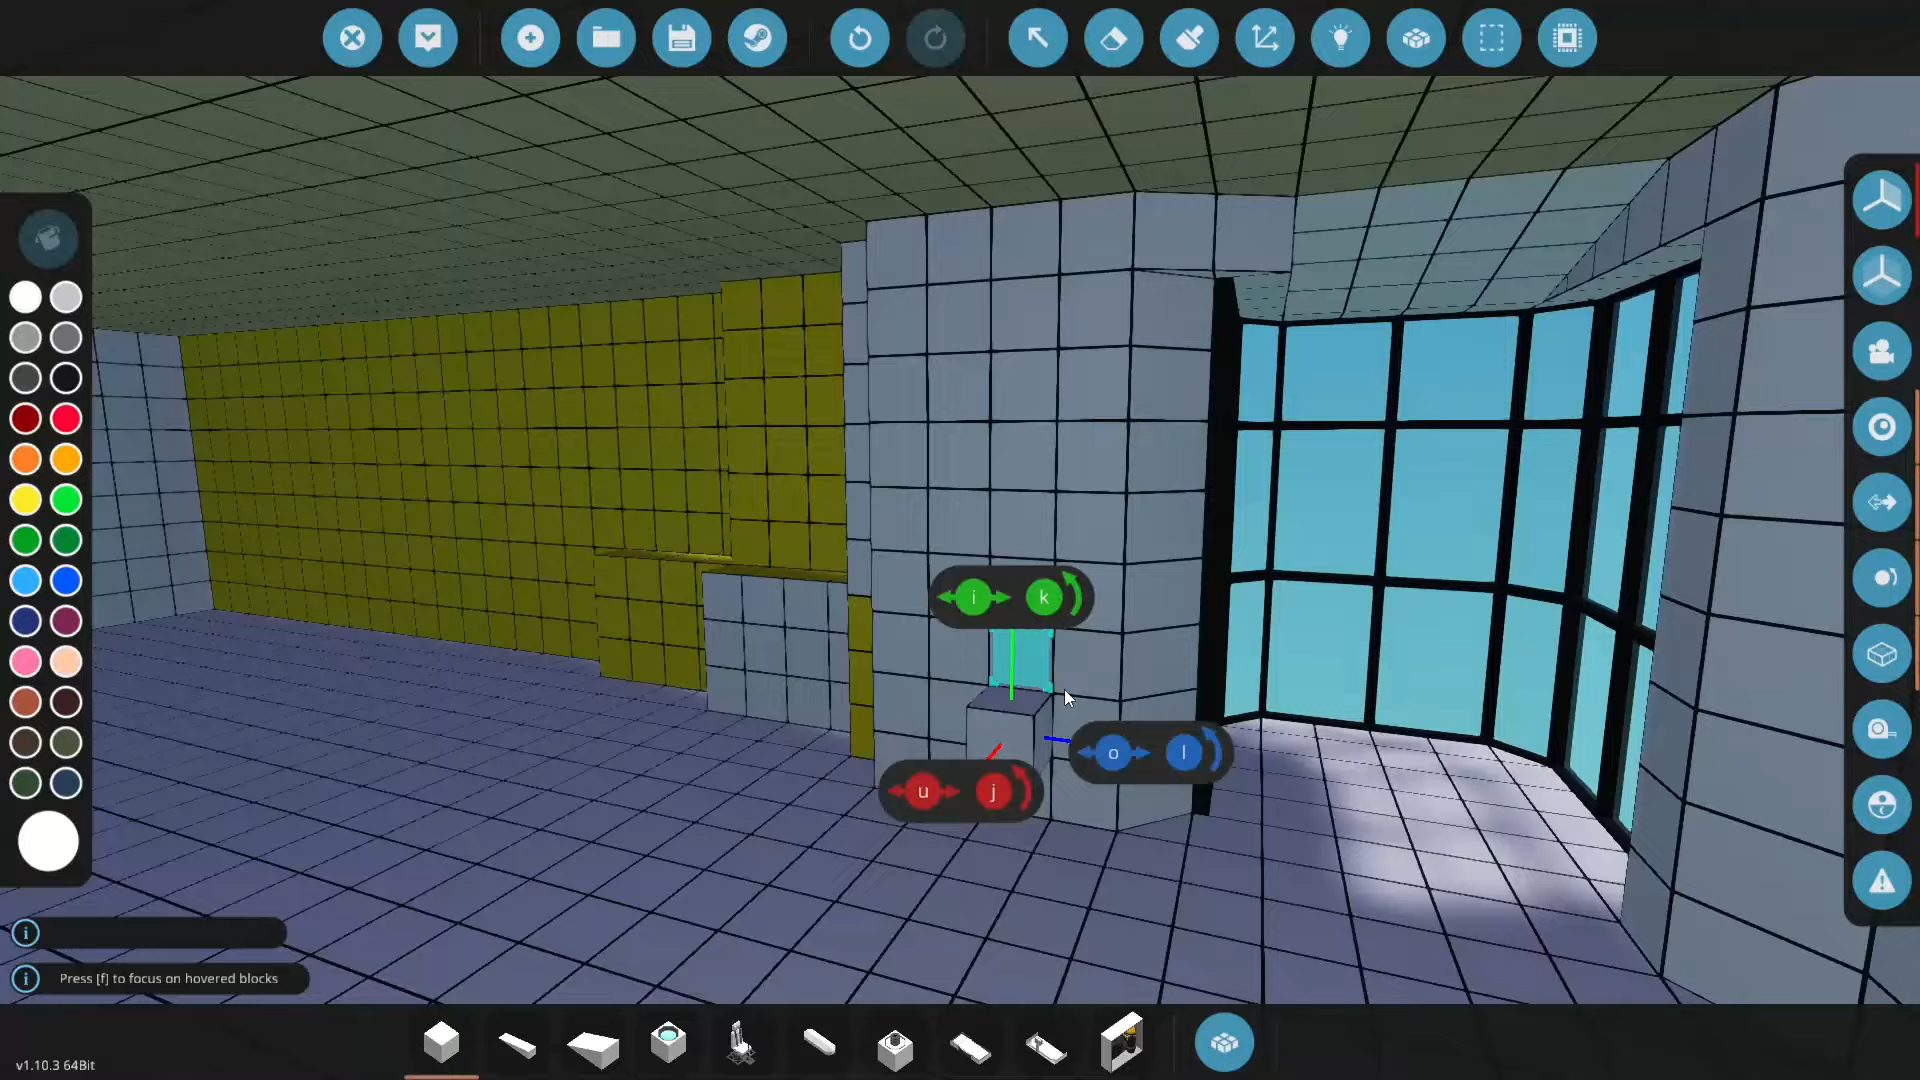 i k
o l
u j
Press [f] to focus on hovered blocks
v1.10.3 64Bit